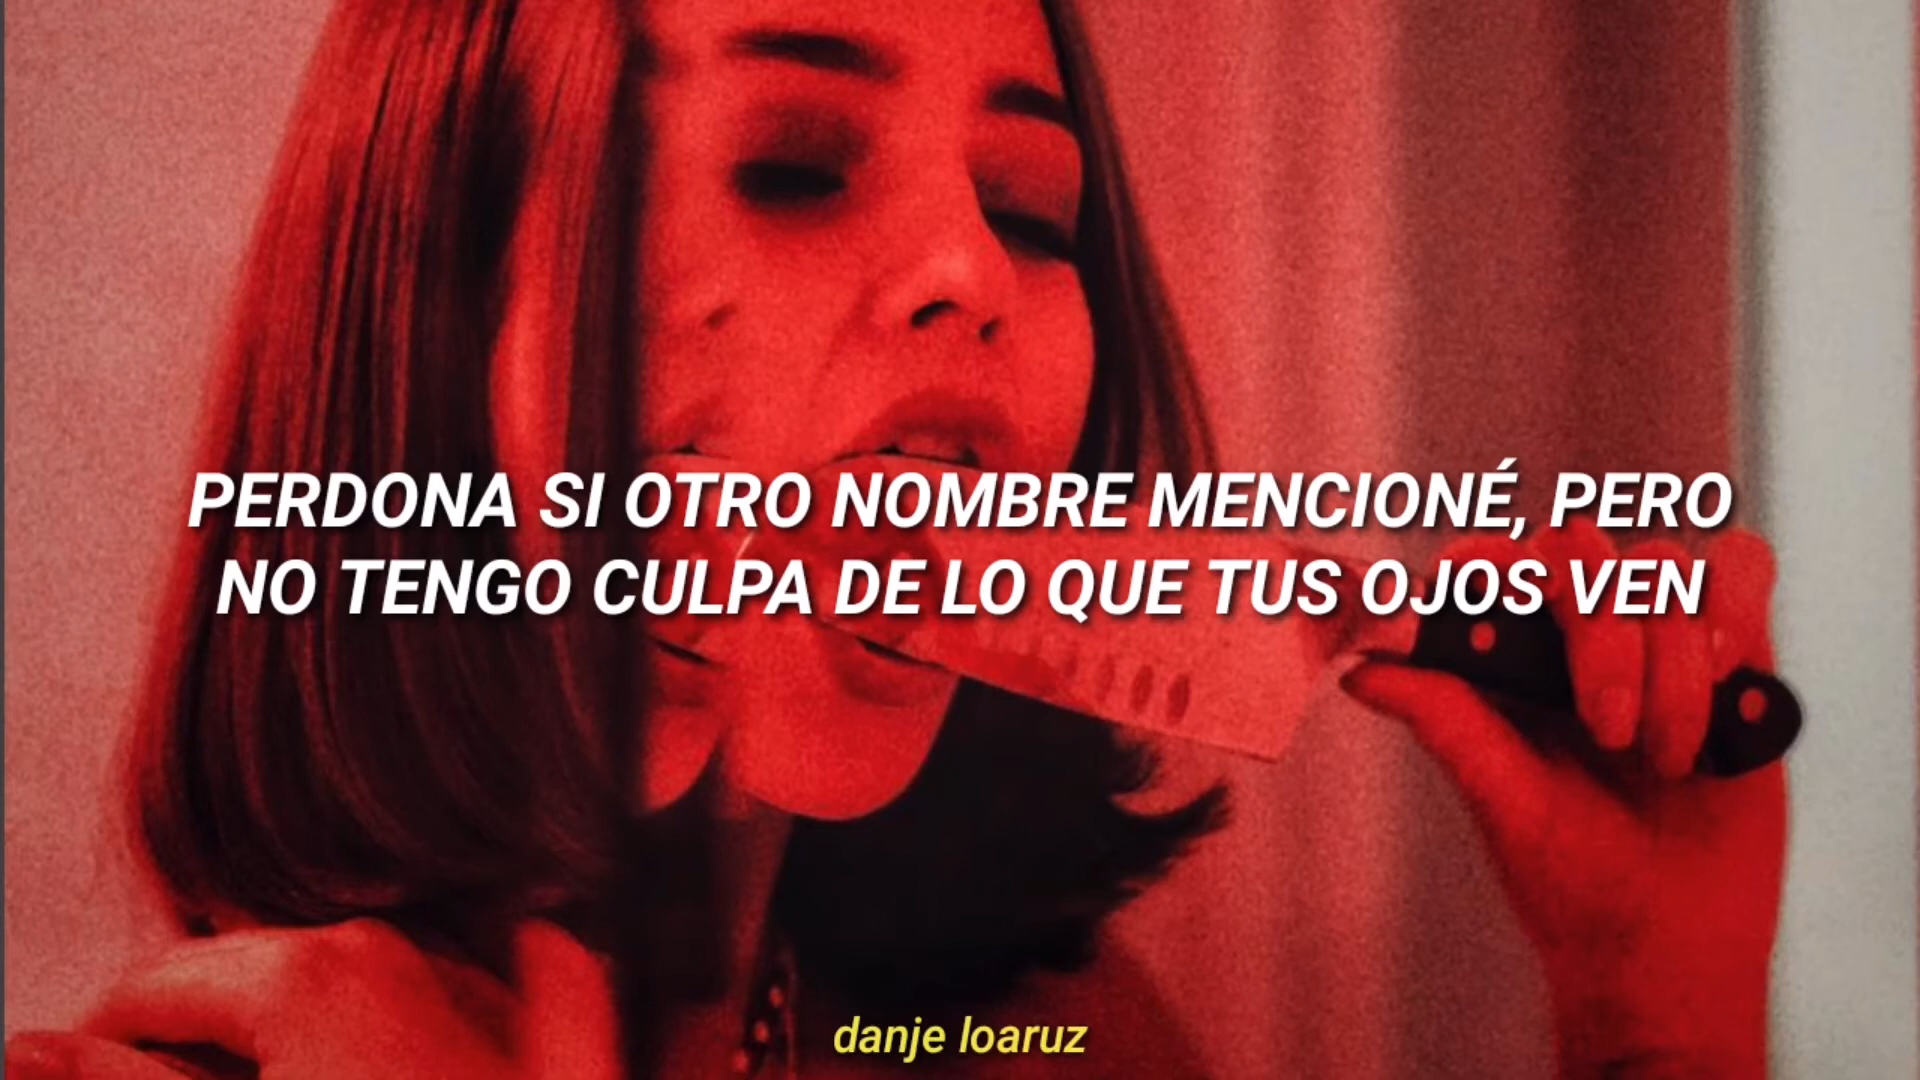 PERDONA SI OTRO NOMBRE MENCIONÉ, PERO
NO TENGO CULPA DE LO QUE TUS OJOS VEN
danje loaruz